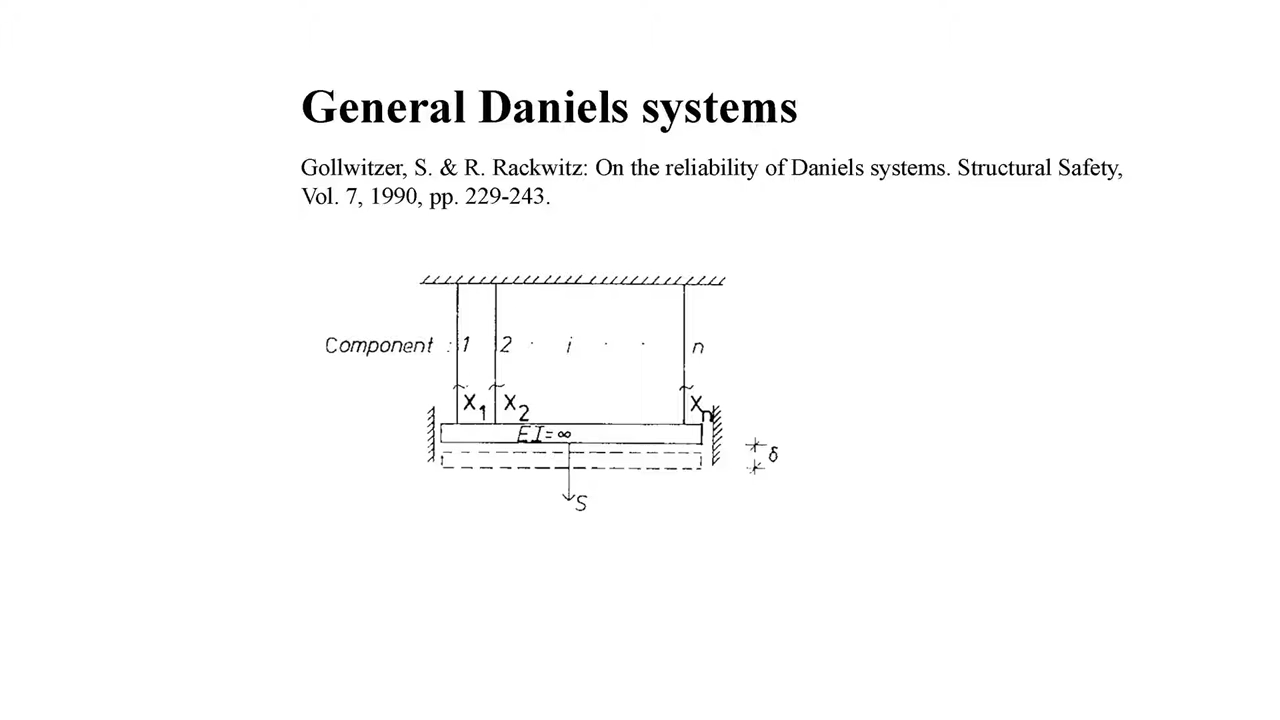 General Daniels systems
Gollwitzer, S. & R. Rackwitz: On the reliability of Daniels systems. Structural Safety,
Vol. 7, 1990, pp. 229-243.
Component : 1 2 · i · · n
X₁ X₂ Xₙ
EI=∞
δ
S